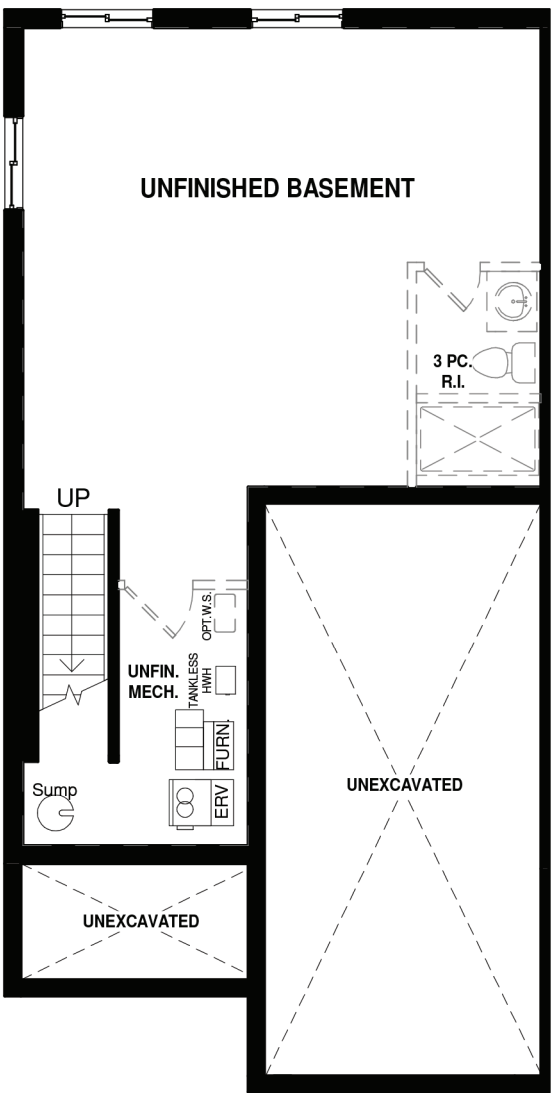 UNFINISHED BASEMENT
3 PC.
R.I.
UP
OPT.W.S.
UNFIN.
MECH.
TANKLESS
HWH
FURN.
ERV
Sump
UNEXCAVATED
UNEXCAVATED